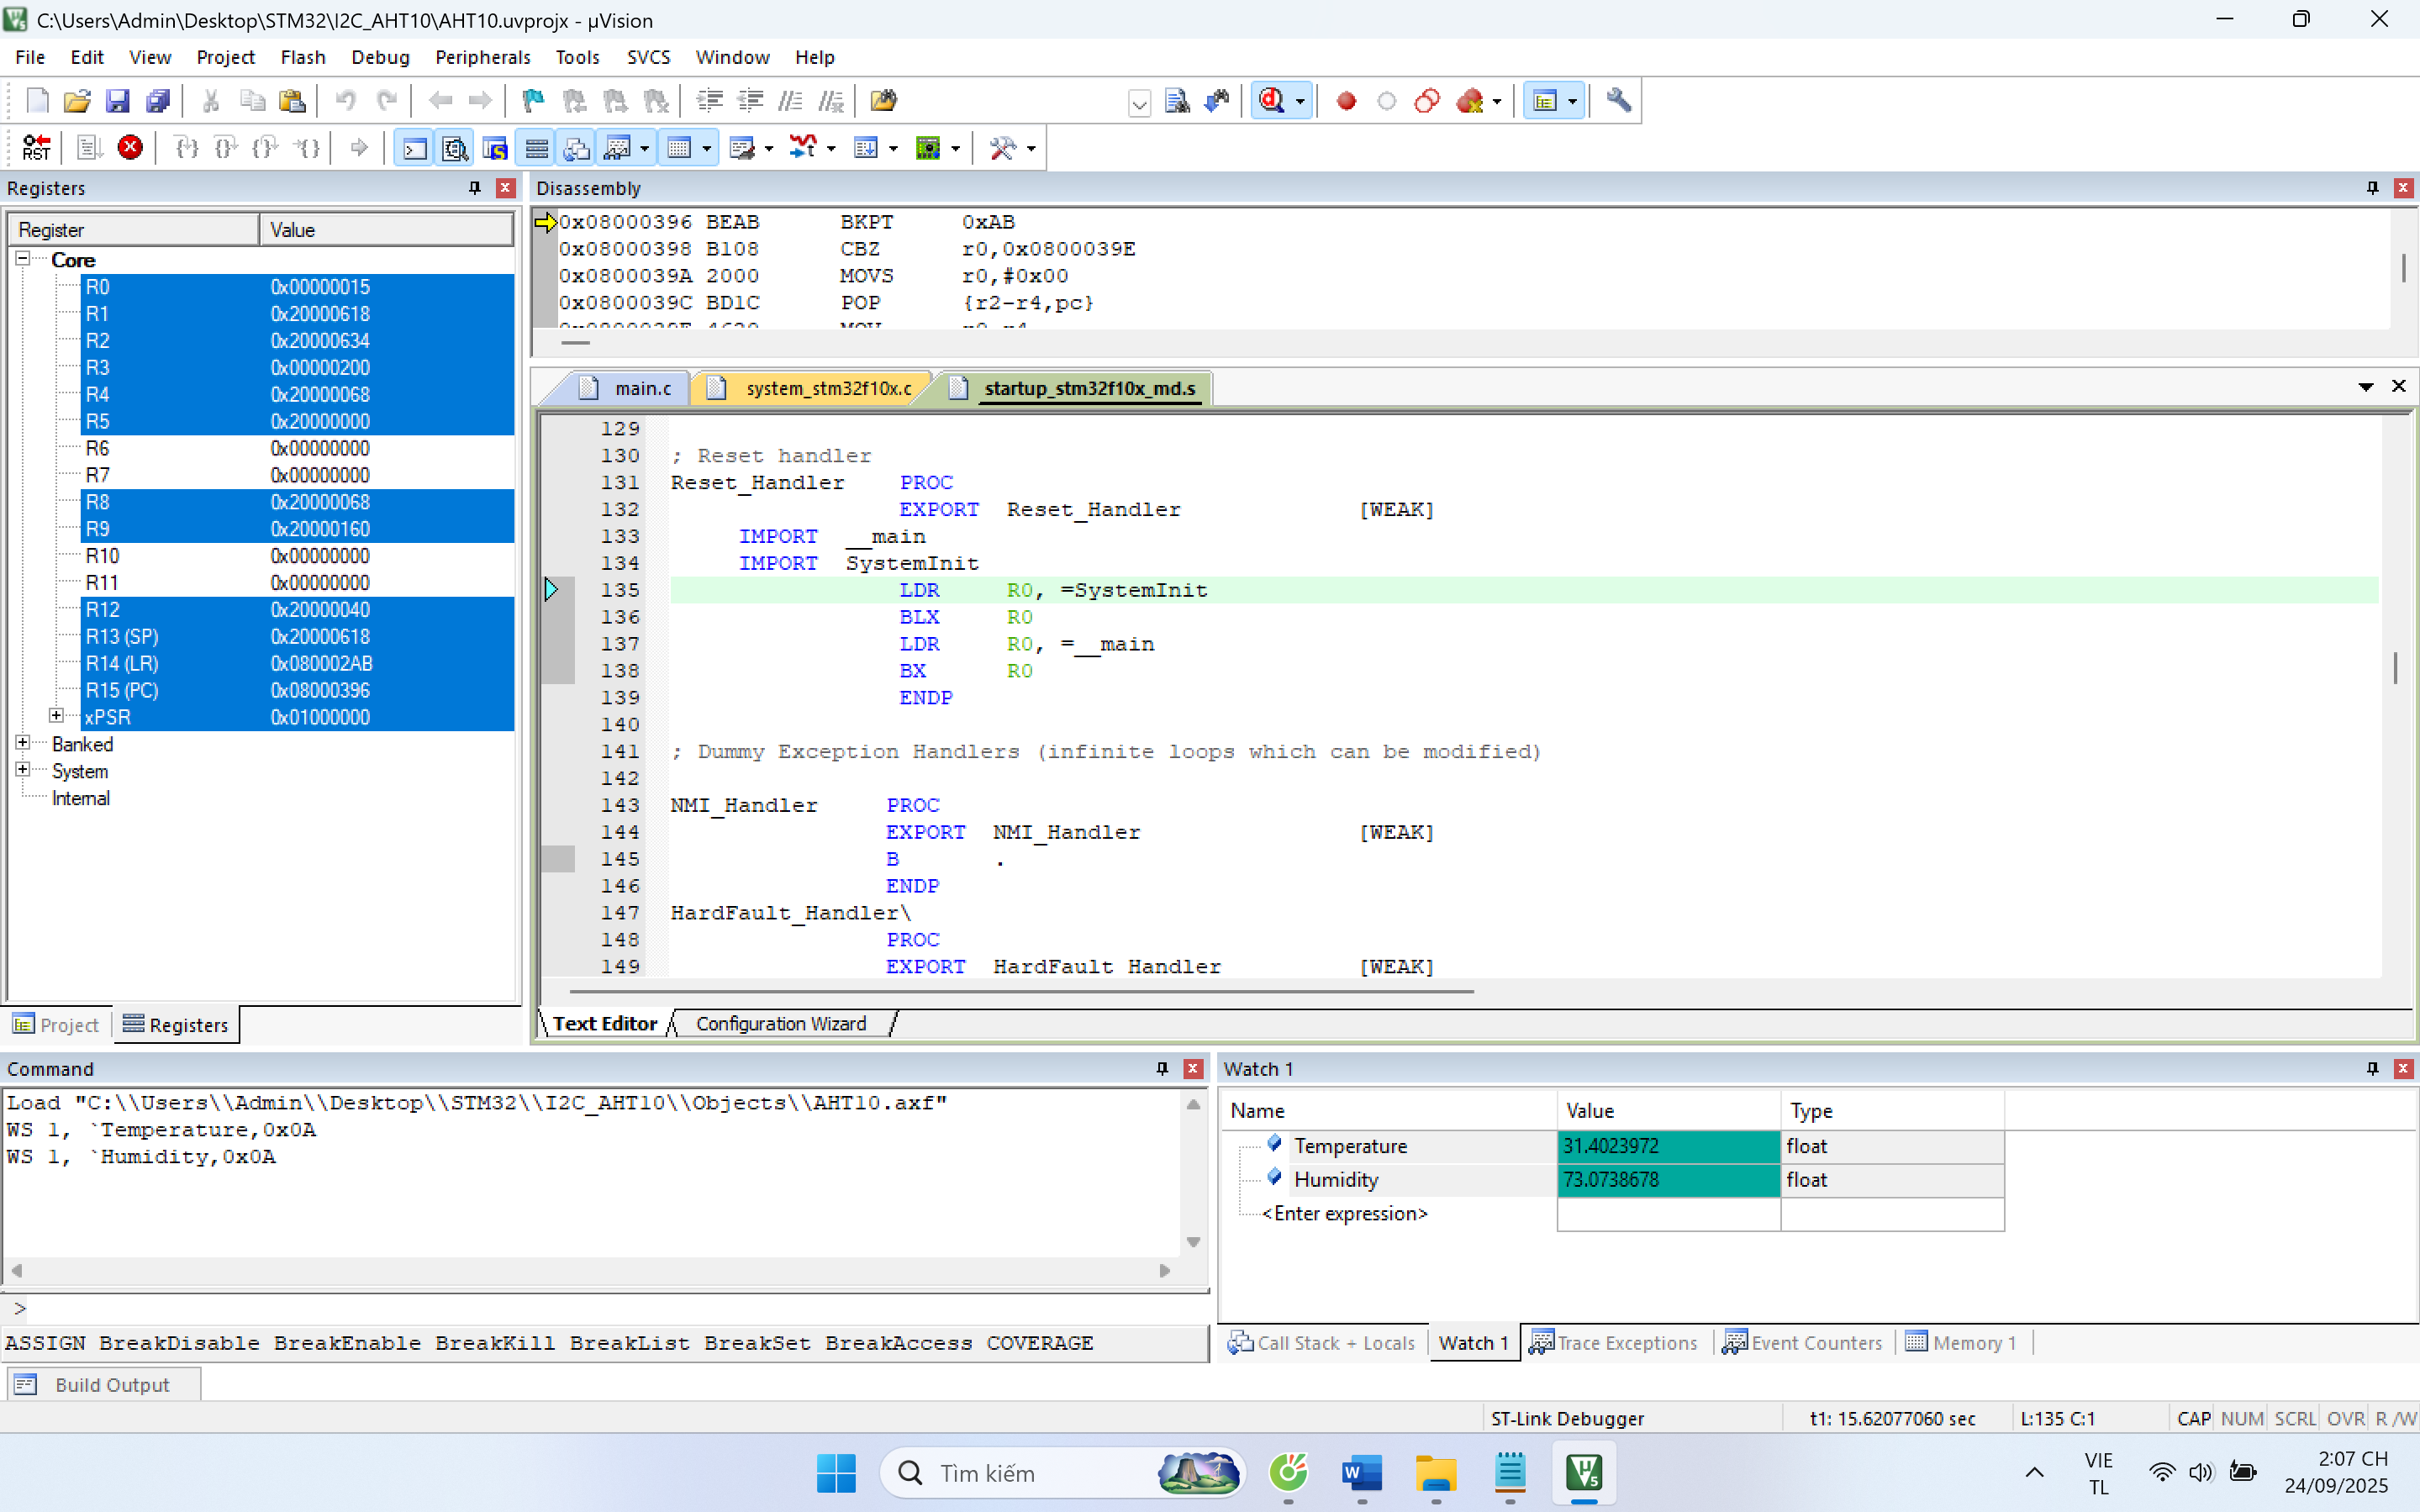 C:\Users\Admin\Desktop\STM32\I2C_AHT10\AHT10.uvprojx - µVision
File Edit View Project Flash Debug Peripherals Tools SVCS Window Help
RST
Registers
Register Value
Core
R0 0x00000015
R1 0x20000618
R2 0x20000634
R3 0x00000200
R4 0x20000068
R5 0x20000000
R6 0x00000000
R7 0x00000000
R8 0x20000068
R9 0x20000160
R10 0x00000000
R11 0x00000000
R12 0x20000040
R13 (SP) 0x20000618
R14 (LR) 0x080002AB
R15 (PC) 0x08000396
xPSR 0x01000000
Banked
System
Internal
Project Registers
Disassembly
0x08000396 BEAB BKPT 0xAB
0x08000398 B108 CBZ r0,0x0800039E
0x0800039A 2000 MOVS r0,#0x00
0x0800039C BD1C POP {r2-r4,pc}
main.c system_stm32f10x.c startup_stm32f10x_md.s
129
130 ; Reset handler
131 Reset_Handler PROC
132 EXPORT Reset_Handler [WEAK]
133 IMPORT __main
134 IMPORT SystemInit
135 LDR R0, =SystemInit
136 BLX R0
137 LDR R0, =__main
138 BX R0
139 ENDP
140
141 ; Dummy Exception Handlers (infinite loops which can be modified)
142
143 NMI_Handler PROC
144 EXPORT NMI_Handler [WEAK]
145 B .
146 ENDP
147 HardFault_Handler\
148 PROC
149 EXPORT HardFault_Handler [WEAK]
Text Editor Configuration Wizard
Command
Load "C:\\Users\\Admin\\Desktop\\STM32\\I2C_AHT10\\Objects\\AHT10.axf"
WS 1, `Temperature,0x0A
WS 1, `Humidity,0x0A
>
ASSIGN BreakDisable BreakEnable BreakKill BreakList BreakSet BreakAccess COVERAGE
Build Output
Watch 1
Name Value Type
Temperature 31.4023972 float
Humidity 73.0738678 float
<Enter expression>
Call Stack + Locals Watch 1 Trace Exceptions Event Counters Memory 1
ST-Link Debugger t1: 15.62077060 sec L:135 C:1 CAP NUM SCRL OVR R/W
Tìm kiếm
VIE
TL
2:07 CH
24/09/2025